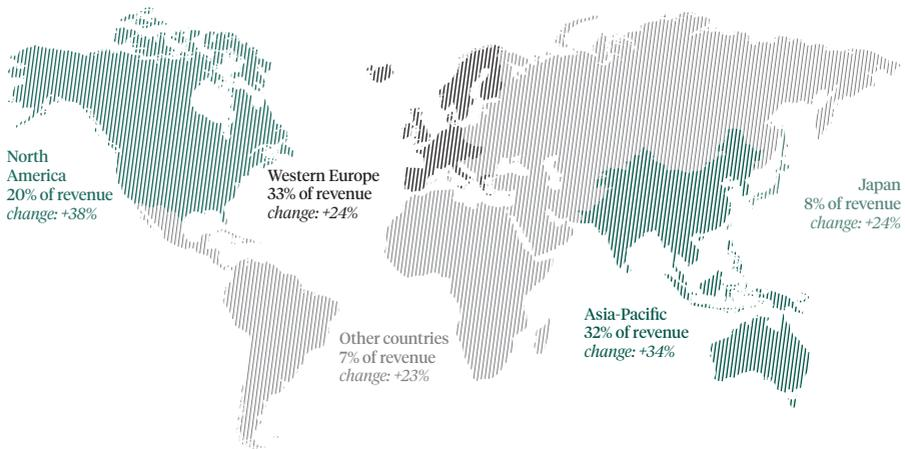 North
America
20% of revenue
change: +38%
Western Europe
33% of revenue
change: +24%
Japan
8% of revenue
change: +24%
Other countries
7% of revenue
change: +23%
Asia-Pacific
32% of revenue
change: +34%